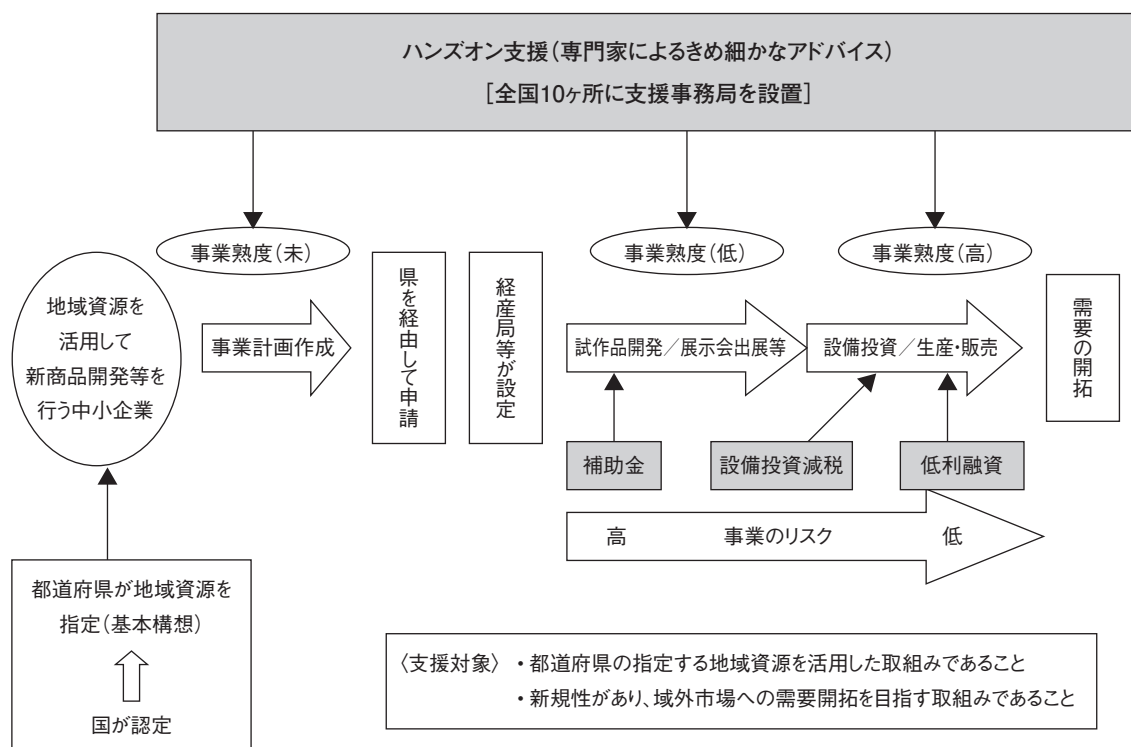 ハンズオン支援(専門家によるきめ細かなアドバイス)
[全国10ヶ所に支援事務局を設置]
事業熟度(未)
事業熟度(低)
事業熟度(高)
地域資源を
活用して
新商品開発等を
行う中小企業
事業計画作成
県を経由して申請
経産局等が設定
試作品開発/展示会出展等
設備投資/生産・販売
需要の開拓
補助金
設備投資減税
低利融資
高
事業のリスク
低
都道府県が地域資源を
指定(基本構想)
国が認定
〈支援対象〉 ・都道府県の指定する地域資源を活用した取組みであること
・新規性があり、域外市場への需要開拓を目指す取組みであること